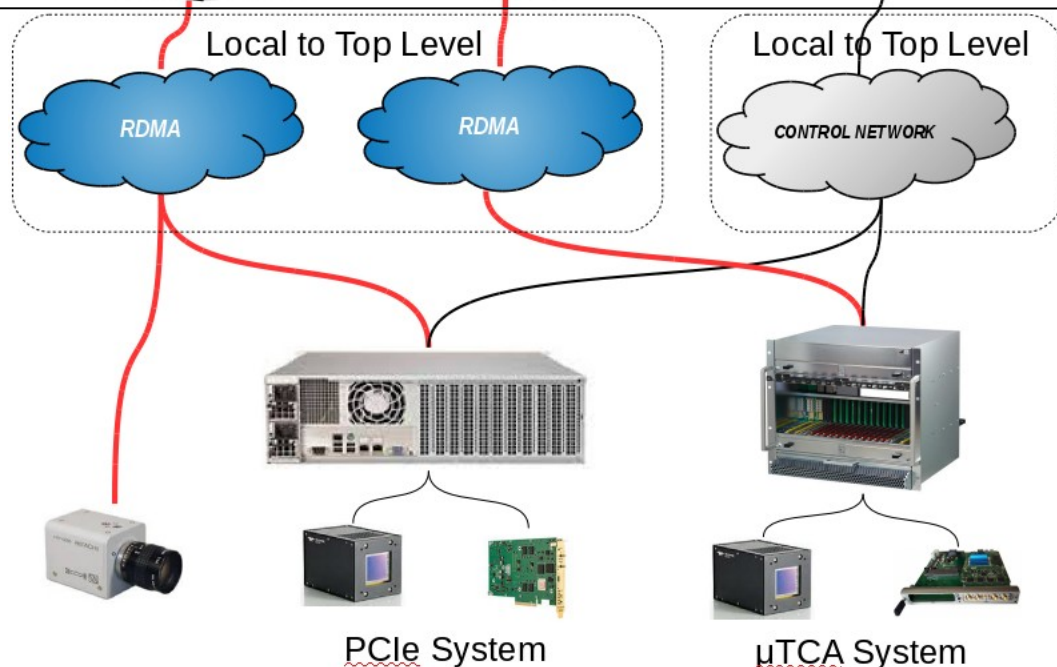 Local to Top Level
Local to Top Level
RDMA
RDMA
CONTROL NETWORK
PCIe System
µTCA System